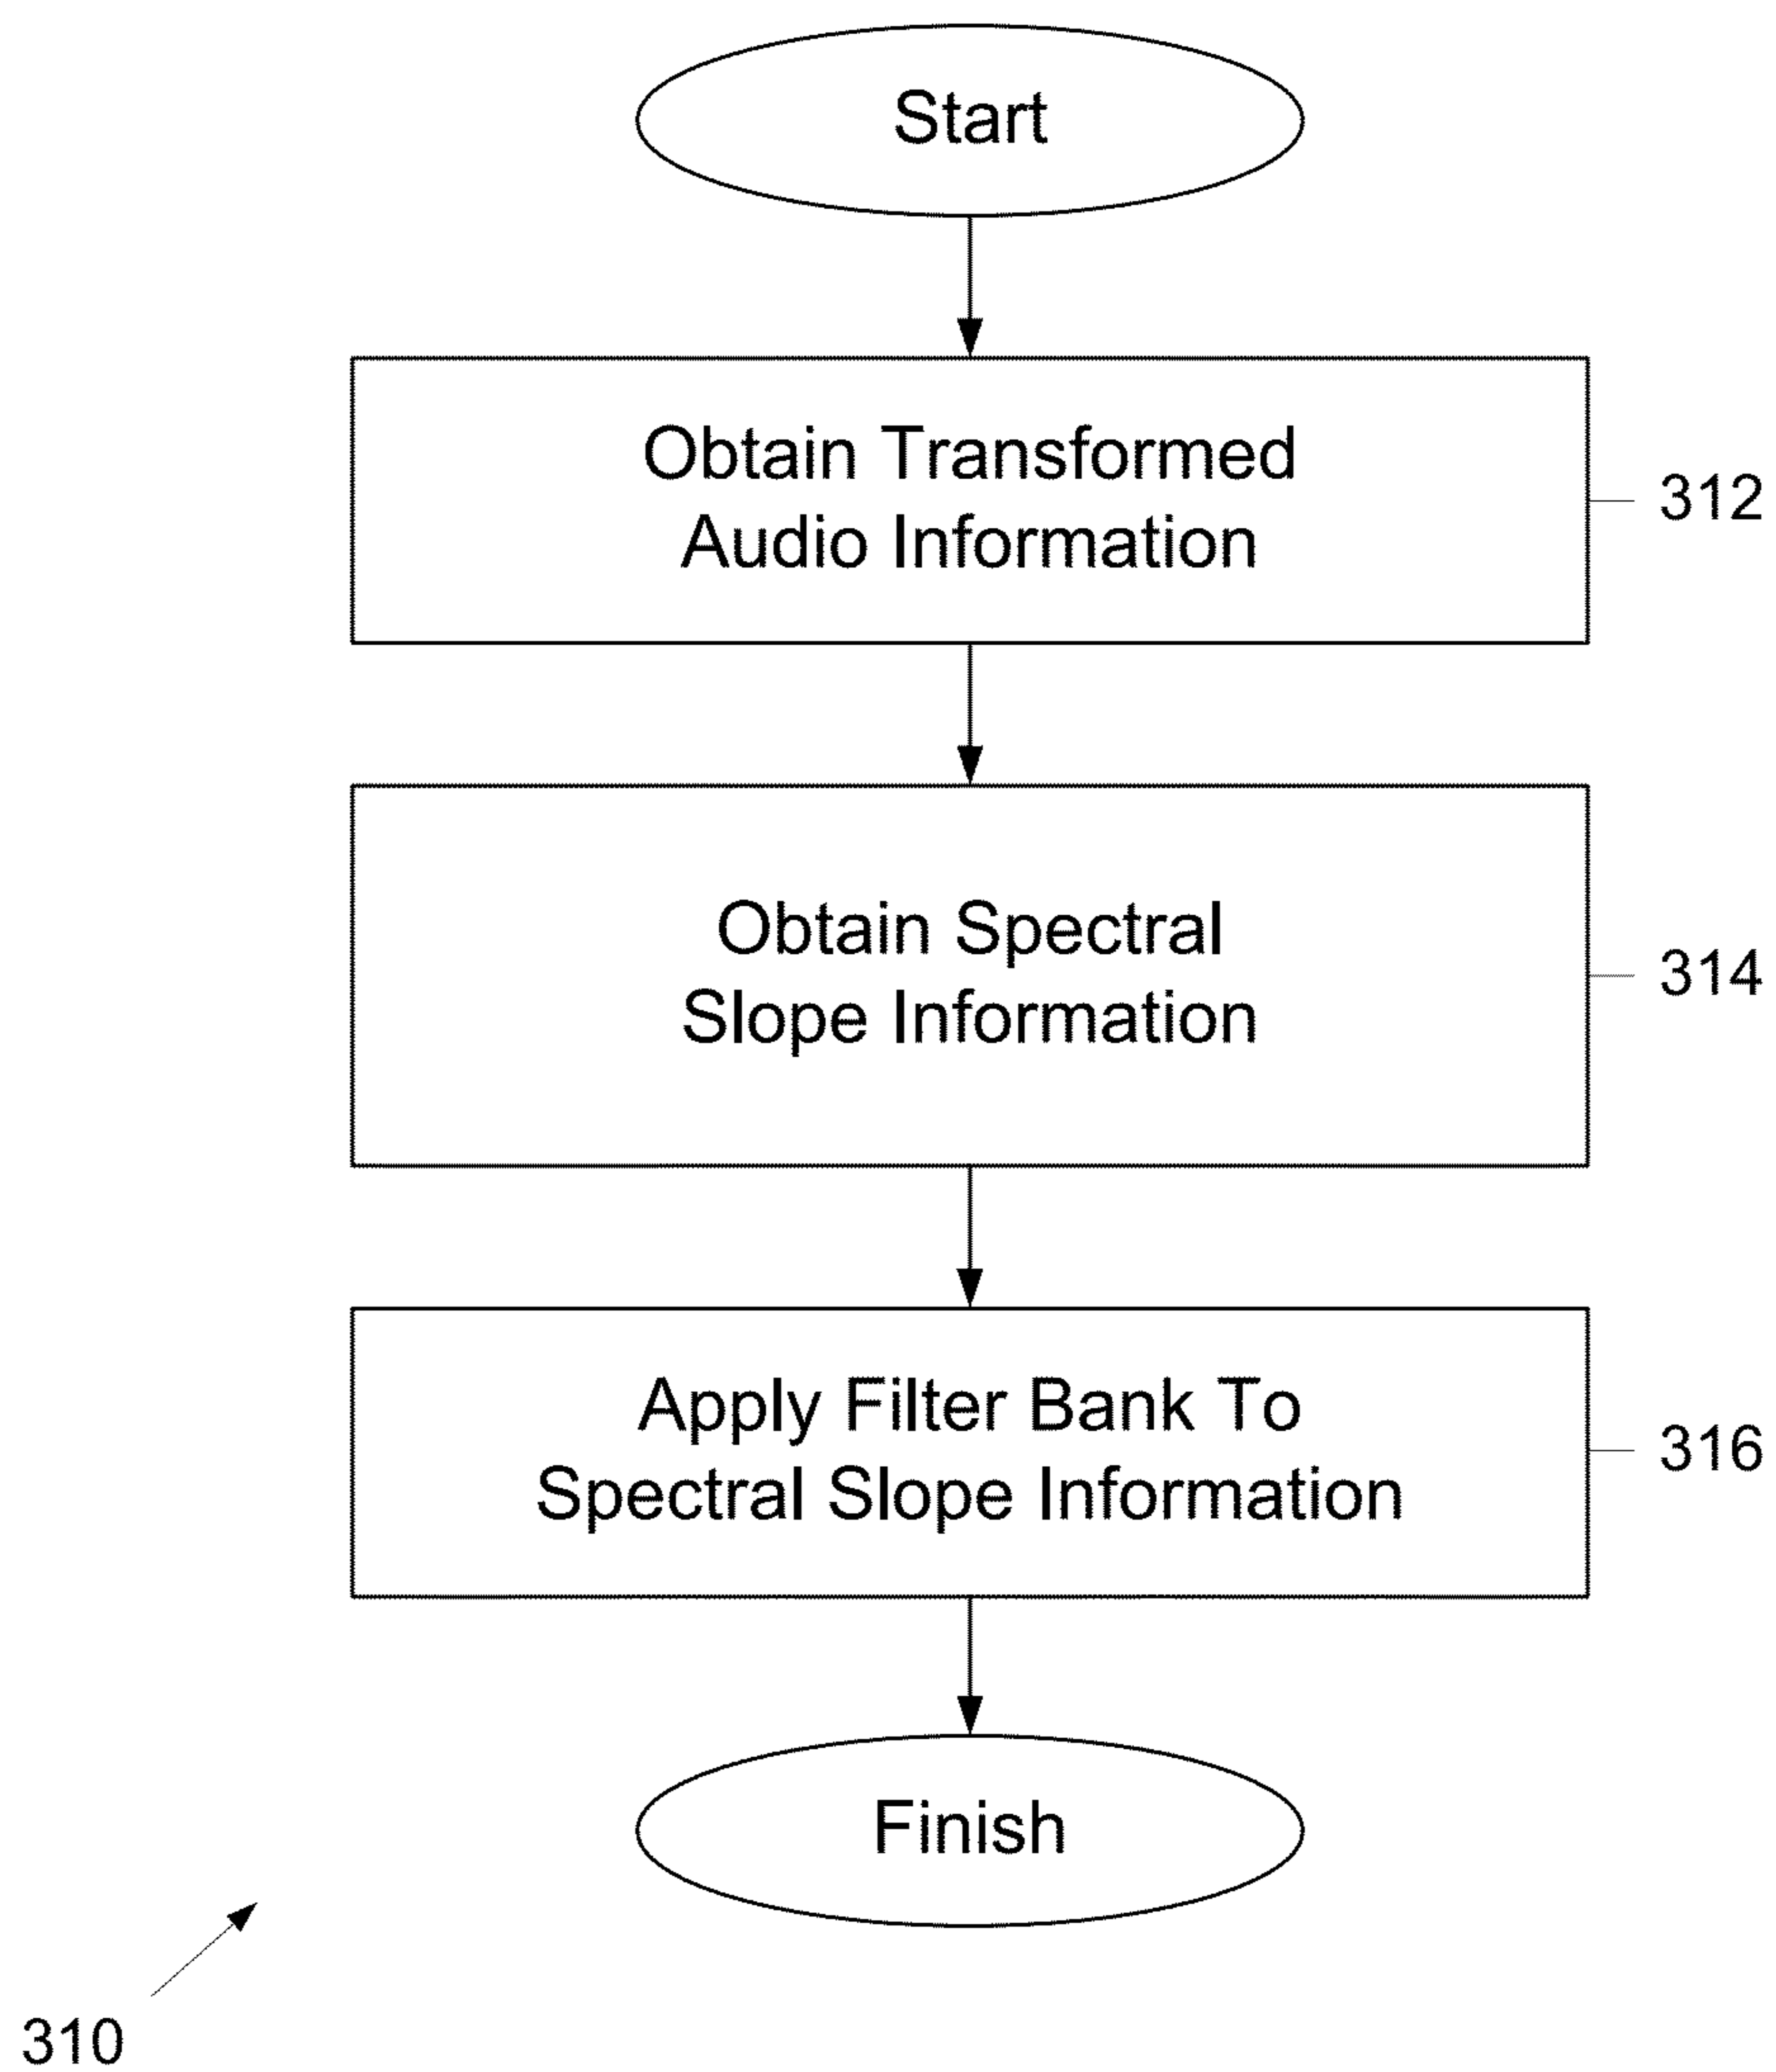 Start
Obtain Transformed
Audio Information
312
Obtain Spectral
Slope Information
314
Apply Filter Bank To
Spectral Slope Information
316
Finish
310